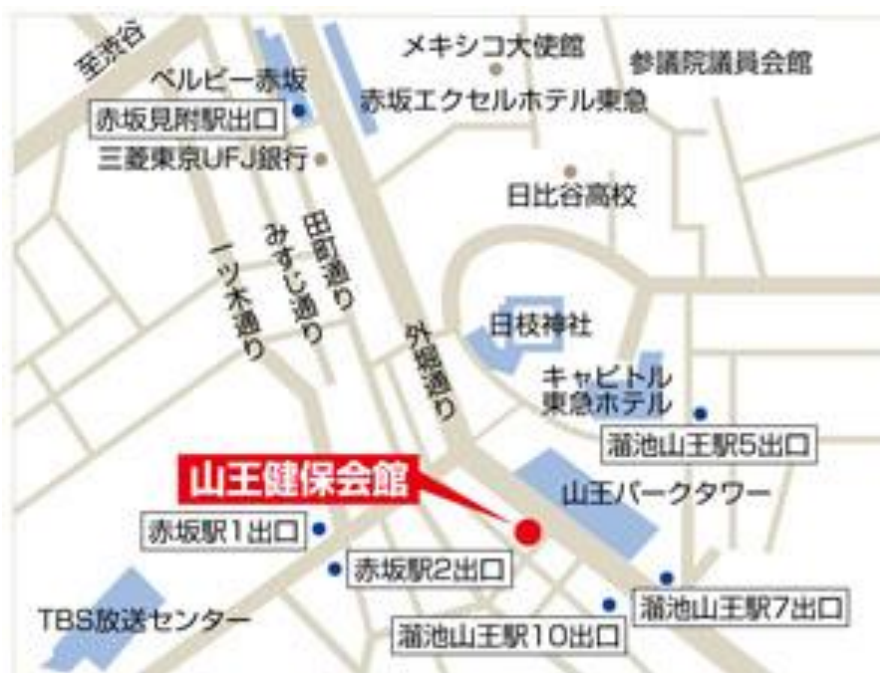 至渋谷
メキシコ大使館
参議院議員会館
ベルビー赤坂
赤坂エクセルホテル東急
赤坂見附駅出口
三菱東京UFJ銀行
日比谷高校
田町通り
みすじ通り
一ツ木通り
外堀通り
日枝神社
キャピトル
東急ホテル
溜池山王駅5出口
山王健保会館
山王パークタワー
赤坂駅1出口
赤坂駅2出口
溜池山王駅7出口
TBS放送センター
溜池山王駅10出口